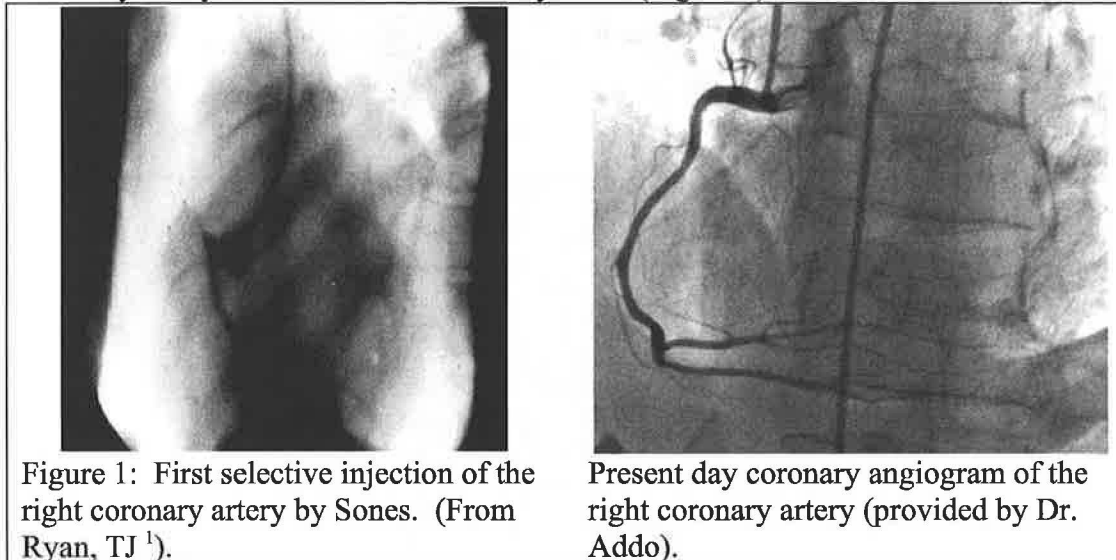 Figure 1: First selective injection of the
right coronary artery by Sones. (From
Ryan, TJ ¹).
Present day coronary angiogram of the
right coronary artery (provided by Dr.
Addo).